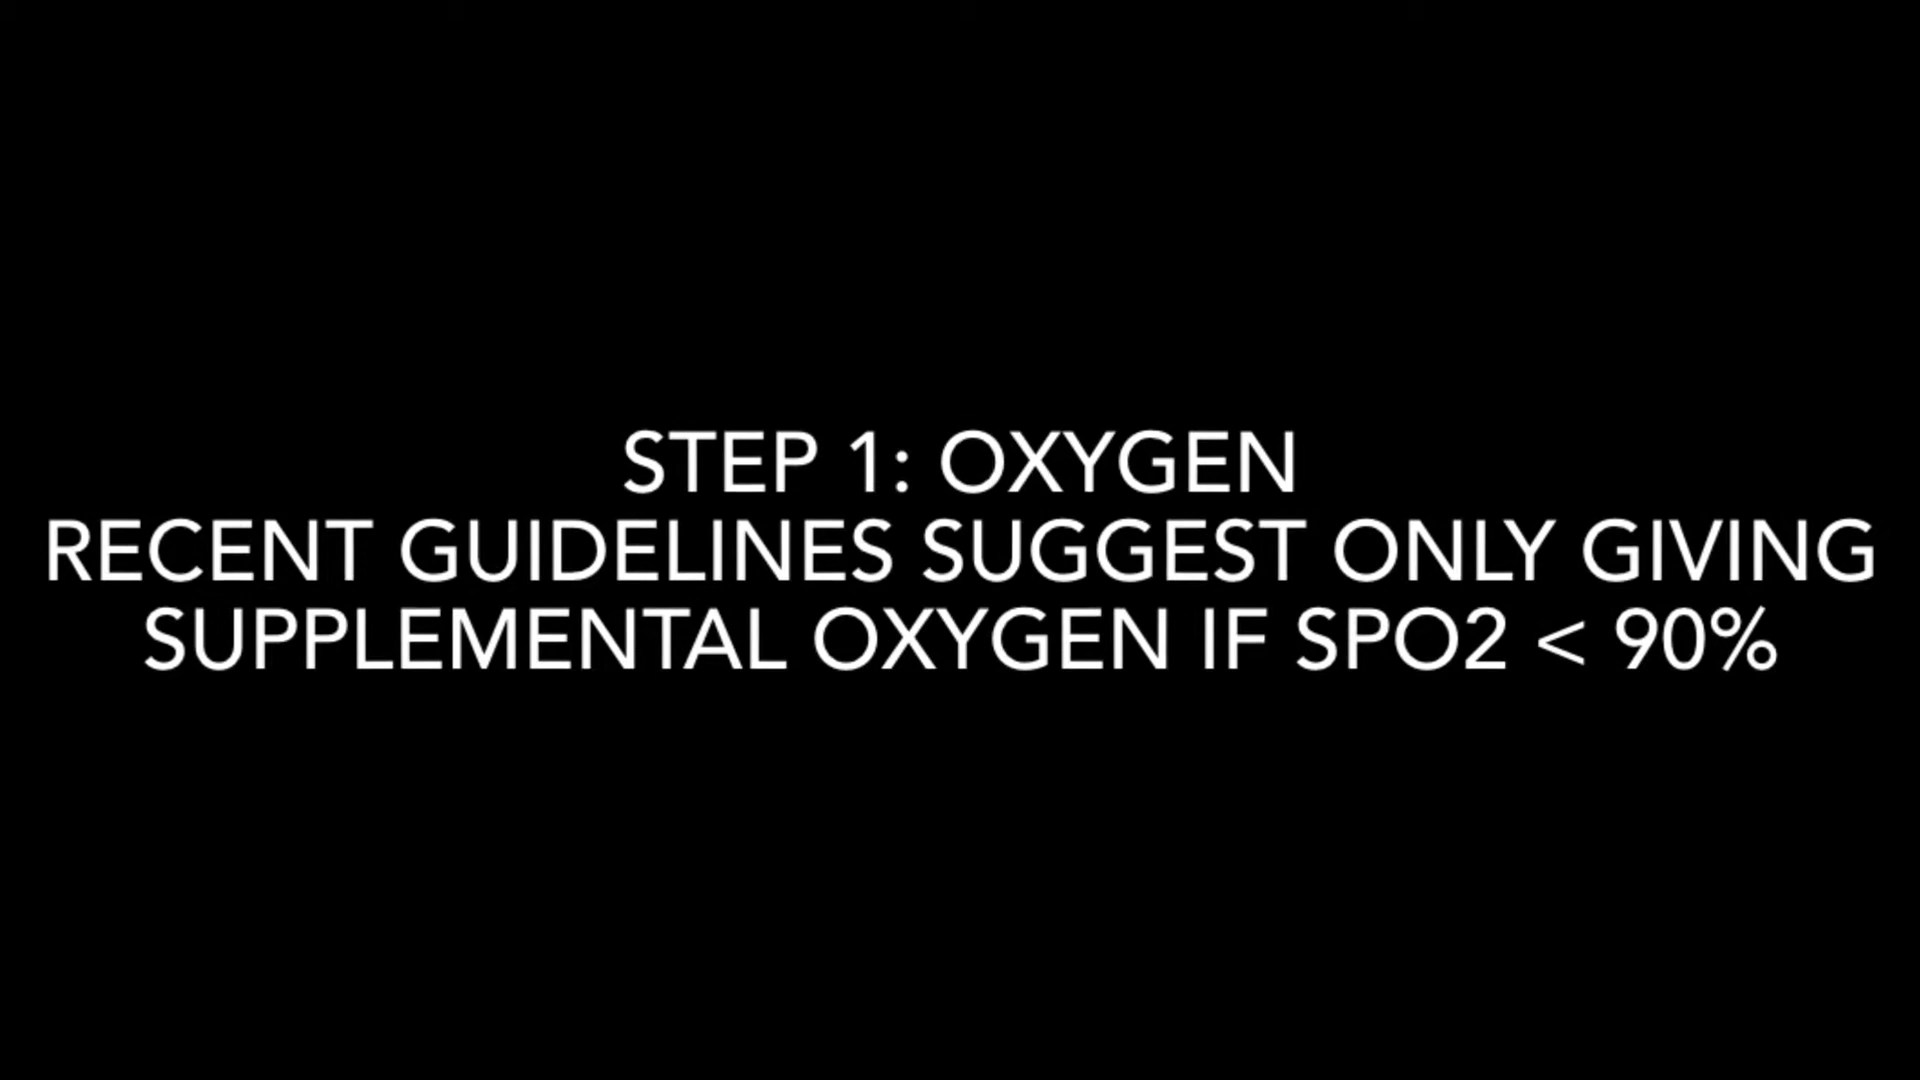 STEP 1: OXYGEN
RECENT GUIDELINES SUGGEST ONLY GIVING
SUPPLEMENTAL OXYGEN IF SPO2 < 90%